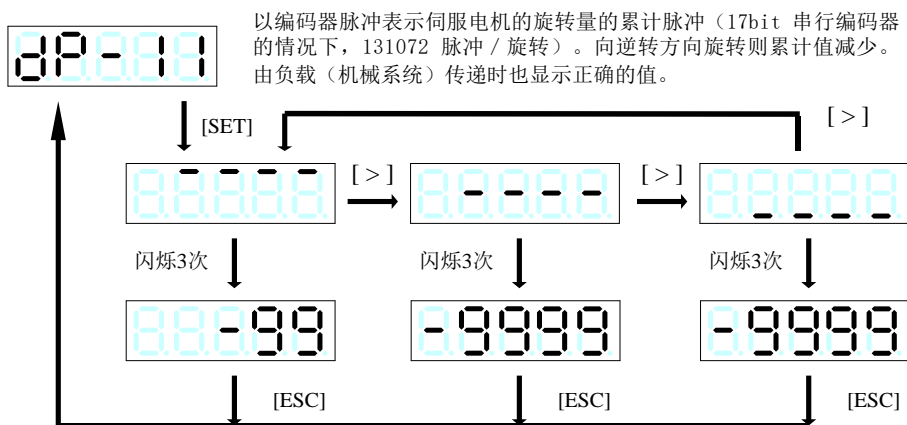 以编码器脉冲表示伺服电机的旋转量的累计脉冲（17bit 串行编码器
的情况下，131072 脉冲／旋转）。向逆转方向旋转则累计值减少。
由负载（机械系统）传递时也显示正确的值。
dP-11
[SET]
[ > ]
---- [ > ] ---- [ > ] ----
闪烁3次 闪烁3次 闪烁3次
-99 -9999 -9999
[ESC] [ESC] [ESC]